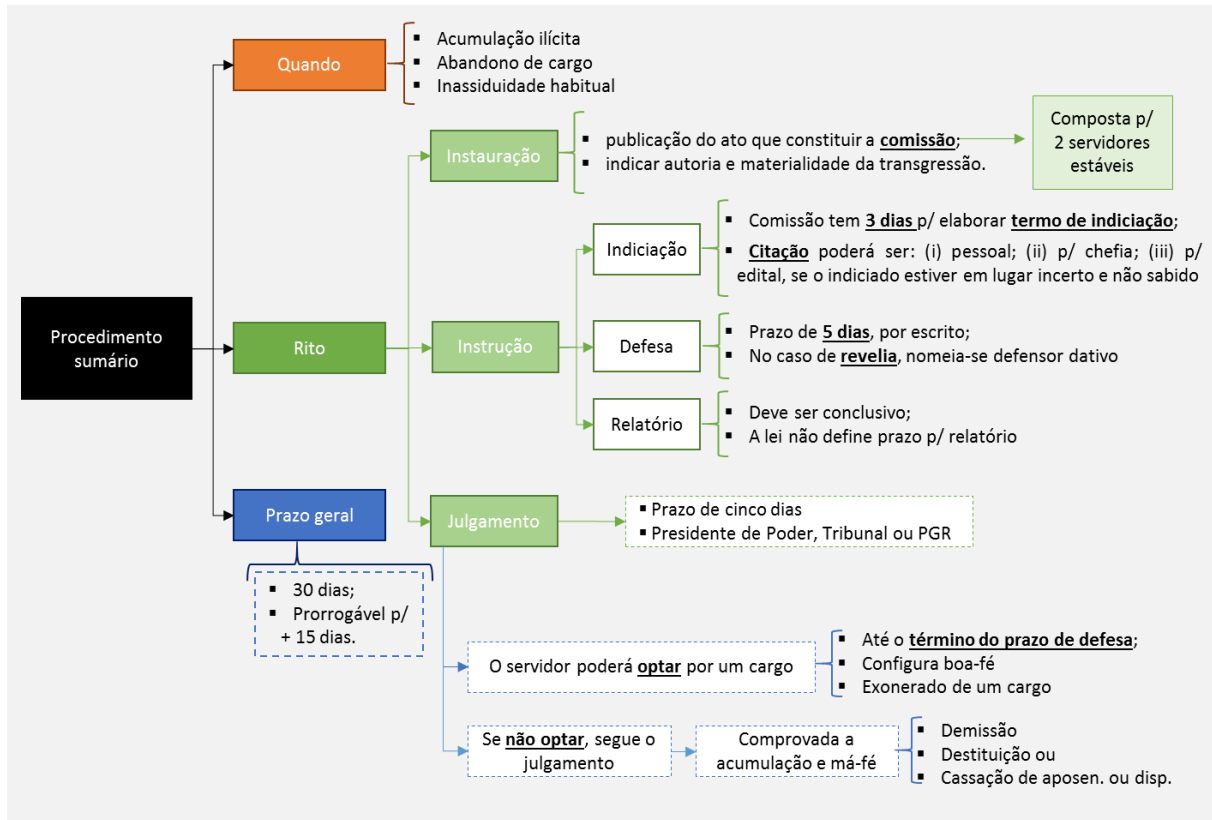 Procedimento
sumário
Quando
▪ Acumulação ilícita
▪ Abandono de cargo
▪ Inassiduidade habitual
Rito
Instauração
▪ publicação do ato que constituir a comissão;
▪ indicar autoria e materialidade da transgressão.
Composta p/
2 servidores
estáveis
Instrução
Indiciação
▪ Comissão tem 3 dias p/ elaborar termo de indiciação;
▪ Citação poderá ser: (i) pessoal; (ii) p/ chefia; (iii) p/
edital, se o indiciado estiver em lugar incerto e não sabido
Defesa
▪ Prazo de 5 dias, por escrito;
▪ No caso de revelia, nomeia-se defensor dativo
Relatório
▪ Deve ser conclusivo;
▪ A lei não define prazo p/ relatório
Julgamento
▪ Prazo de cinco dias
▪ Presidente de Poder, Tribunal ou PGR
O servidor poderá optar por um cargo
▪ Até o término do prazo de defesa;
▪ Configura boa-fé
▪ Exonerado de um cargo
Se não optar, segue o
julgamento
Comprovada a
acumulação e má-fé
▪ Demissão
▪ Destituição ou
▪ Cassação de aposen. ou disp.
Prazo geral
▪ 30 dias;
▪ Prorrogável p/
+ 15 dias.